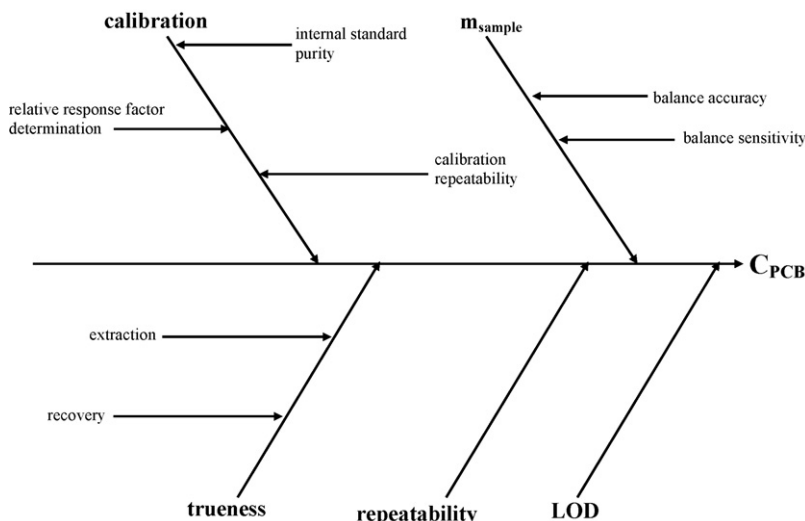 calibration
m_sample
internal standard
purity
balance accuracy
relative response factor
determination
balance sensitivity
calibration
repeatability
C_PCB
extraction
recovery
trueness
repeatability
LOD